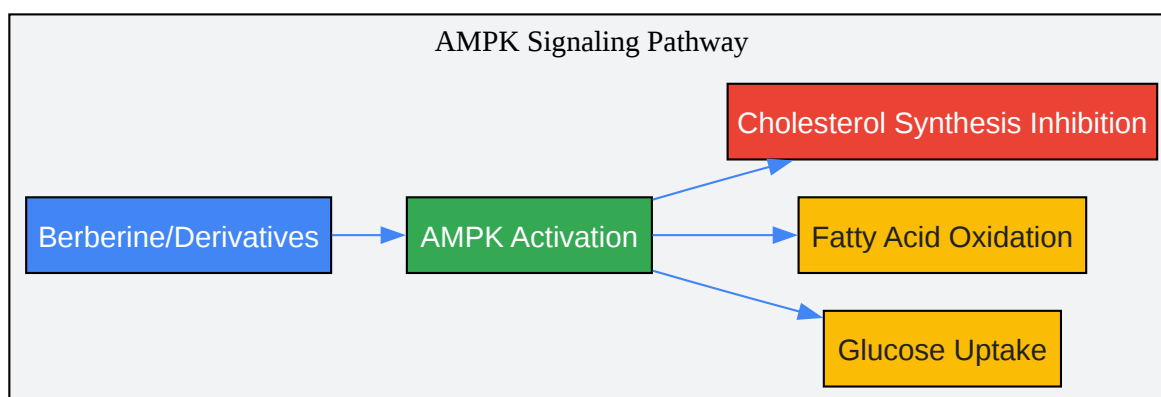 AMPK Signaling Pathway
Cholesterol Synthesis Inhibition
Berberine/Derivatives
AMPK Activation
Fatty Acid Oxidation
Glucose Uptake